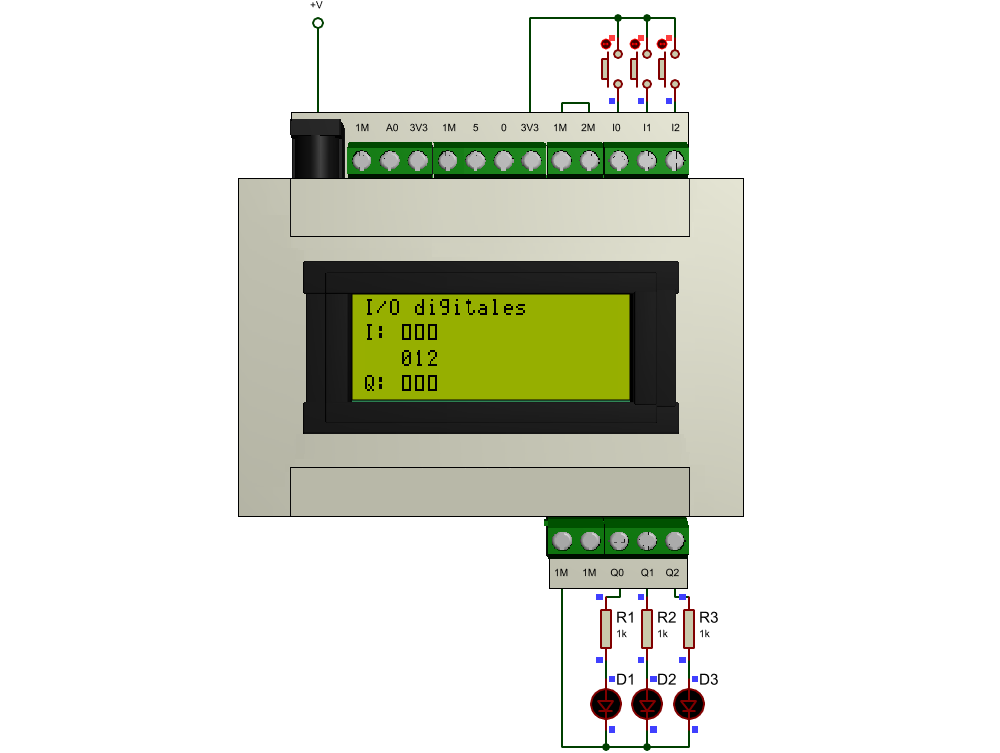 +V
1M A0 3V3 1M 5 0 3V3 1M 2M I0 I1 I2
I/O digitales
I: 000
012
Q: 000
1M 1M Q0 Q1 Q2
R1 R2 R3
1k 1k 1k
D1 D2 D3